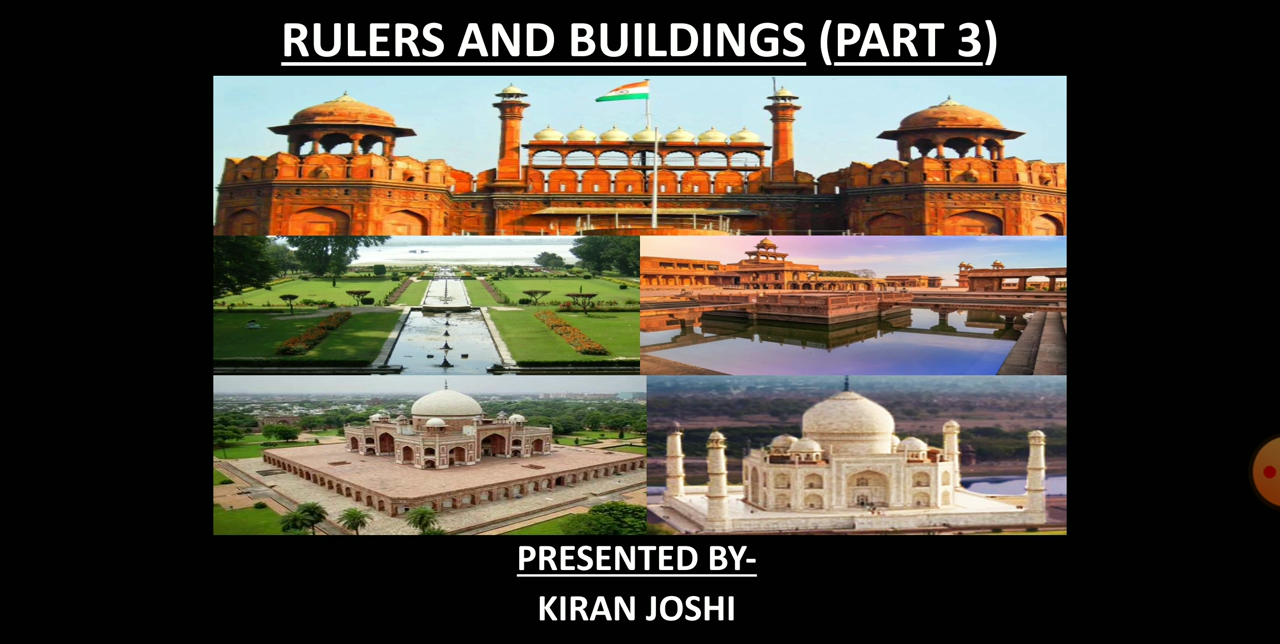 RULERS AND BUILDINGS (PART 3)
PRESENTED BY-
KIRAN JOSHI